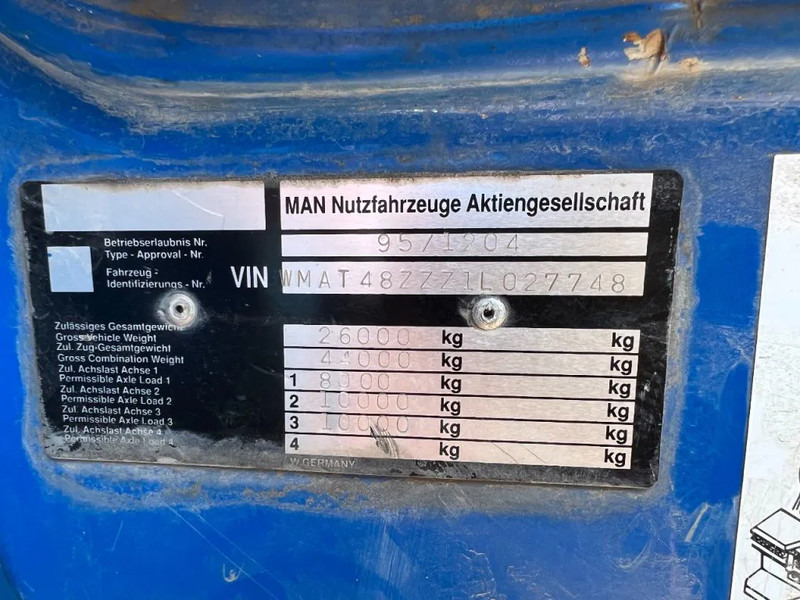 MAN Nutzfahrzeuge Aktiengesellschaft
Betriebserlaubnis Nr.
Type - Approval - Nr.
95/1204
Fahrzeug -
Identifizierungs - Nr.
VIN WMAT48ZZZ1L027748
Zulässiges Gesamtgewicht
Gross Vehicle Weight
26000 kg kg
Zul. Zug-Gesamtgewicht
Gross Combination Weight
44000 kg kg
Zul. Achslast Achse 1
Permissible Axle Load 1
1 8000 kg kg
Zul. Achslast Achse 2
Permissible Axle Load 2
2 10000 kg kg
Zul. Achslast Achse 3
Permissible Axle Load 3
3 10000 kg kg
Zul. Achslast Achse 4
Permissible Axle Load 4
4 kg kg
W.GERMANY